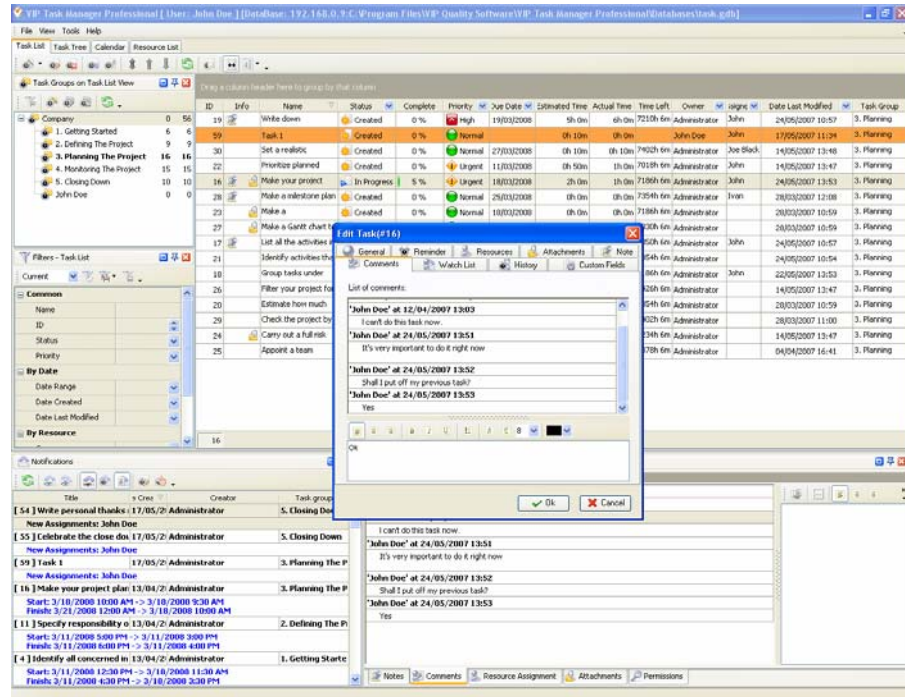 VIP Task Manager Professional [ User: John Doe ] [DataBase: 192.168.0.9:C:\Program Files\VIP Quality Software\VIP Task Manager Professional\Databases\task.gdb]
File View Tools Help
Task List Task Tree Calendar Resource List
Task Groups on Task List View
Drag a column header here to group by that column
Company 0 56
1. Getting Started 6 6
2. Defining The Project 9 9
3. Planning The Project 16 16
4. Monitoring The Project 15 15
5. Closing Down 10 10
John Doe 0 0
ID Info Name Status Complete Priority Due Date Estimated Time Actual Time Time Left Owner Date Last Modified Task Group
19 Write down Created 0 % High 19/03/2008 5h 0m 6h 0m 7210h 6m Administrator John 24/05/2007 10:57 3. Planning
59 Task 1 Created 0 % Normal 0h 10m 0h 0m John Doe John 17/05/2007 11:34 3. Planning
30 Set a realistic Created 0 % Normal 27/03/2008 0h 10m 0h 10m 7402h 6m Administrator Joe Black 14/05/2007 13:48 3. Planning
22 Prioritize planned Created 0 % Urgent 11/03/2008 0h 50m 1h 0m 7018h 6m Administrator John 14/05/2007 13:47 3. Planning
16 Make your project In Progress 5 % Urgent 18/03/2008 2h 0m 1h 0m 7186h 6m Administrator John 24/05/2007 13:53 3. Planning
28 Make a milestone plan Created 0 % Normal 25/03/2008 0h 0m 0h 0m 7354h 6m Administrator Ivan 28/03/2007 12:08 3. Planning
23 Make a Created 0 % Normal 18/03/2008 0h 0m 0h 0m 7186h 6m Administrator 28/03/2007 10:59 3. Planning
27 Make a Gantt chart Administrator 28/03/2007 10:59 3. Planning
17 List all the activities Administrator John 24/05/2007 10:57 3. Planning
21 Identify activities Administrator 24/05/2007 10:54 3. Planning
18 Group tasks under Administrator John 22/05/2007 13:53 3. Planning
26 Filter your project Administrator 14/05/2007 13:47 3. Planning
20 Estimate how much Administrator 28/03/2007 10:59 3. Planning
29 Check the project by Administrator 28/03/2007 11:00 3. Planning
24 Carry out a full risk Administrator 14/05/2007 13:47 3. Planning
25 Appoint a team Administrator 04/04/2007 16:41 3. Planning
16
Filters - Task List
Current
Common
Name
ID
Status
Priority
By Date
Date Range
Date Created
Date Last Modified
By Resource
Edit Task(#16)
General Reminder Resources Attachments Note
Comments Watch List History Custom Fields
List of comments:
'John Doe' at 12/04/2007 13:03
I can't do this task now.
'John Doe' at 24/05/2007 13:51
It's very important to do it right now
'John Doe' at 24/05/2007 13:52
Shall I put off my previous task?
'John Doe' at 24/05/2007 13:53
Yes
8
Ok
Ok Cancel
Notifications
Title Creator Task group
[ 54 ] Write personal thanks Administrator 5. Closing Do
New Assignments: John Doe
[ 55 ] Celebrate the close Administrator 5. Closing Down
New Assignments: John Doe
[ 59 ] Task 1 17/05/2 Administrator 3. Planning The P
New Assignments: John Doe
[ 16 ] Make your project plan 13/04/2 Administrator 3. Planning The P
Start: 3/18/2008 10:00 AM -> 3/18/2008 9:30 AM
Finish: 3/21/2008 12:00 AM -> 3/18/2008 10:00 AM
[ 11 ] Specify responsibility o 13/04/2 Administrator 2. Defining The P
Start: 3/11/2008 5:00 PM -> 3/11/2008 3:00 PM
Finish: 3/11/2008 6:00 PM -> 3/11/2008 4:00 PM
[ 4 ] Identify all concerned in 13/04/2 Administrator 1. Getting Starte
Start: 3/11/2008 12:30 PM -> 3/10/2008 11:30 AM
Finish: 3/11/2008 4:30 PM -> 3/10/2008 3:30 PM
I can't do this task now.
'John Doe' at 24/05/2007 13:51
It's very important to do it right now
'John Doe' at 24/05/2007 13:52
Shall I put off my previous task?
'John Doe' at 24/05/2007 13:53
Yes
Notes Comments Resource Assignment Attachments Permissions